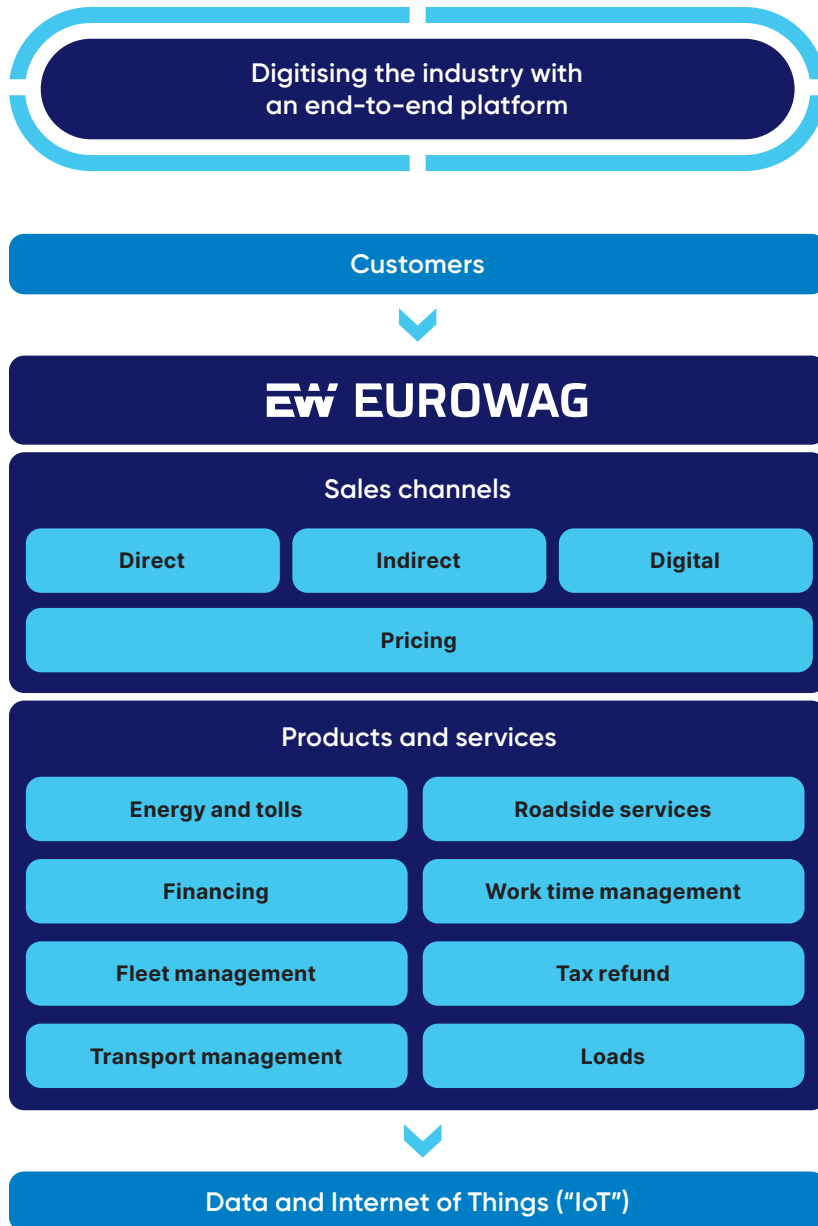 Digitising the industry with
an end-to-end platform
Customers
EW EUROWAG
Sales channels
Direct
Indirect
Digital
Pricing
Products and services
Energy and tolls
Roadside services
Financing
Work time management
Fleet management
Tax refund
Transport management
Loads
Data and Internet of Things (“IoT”)